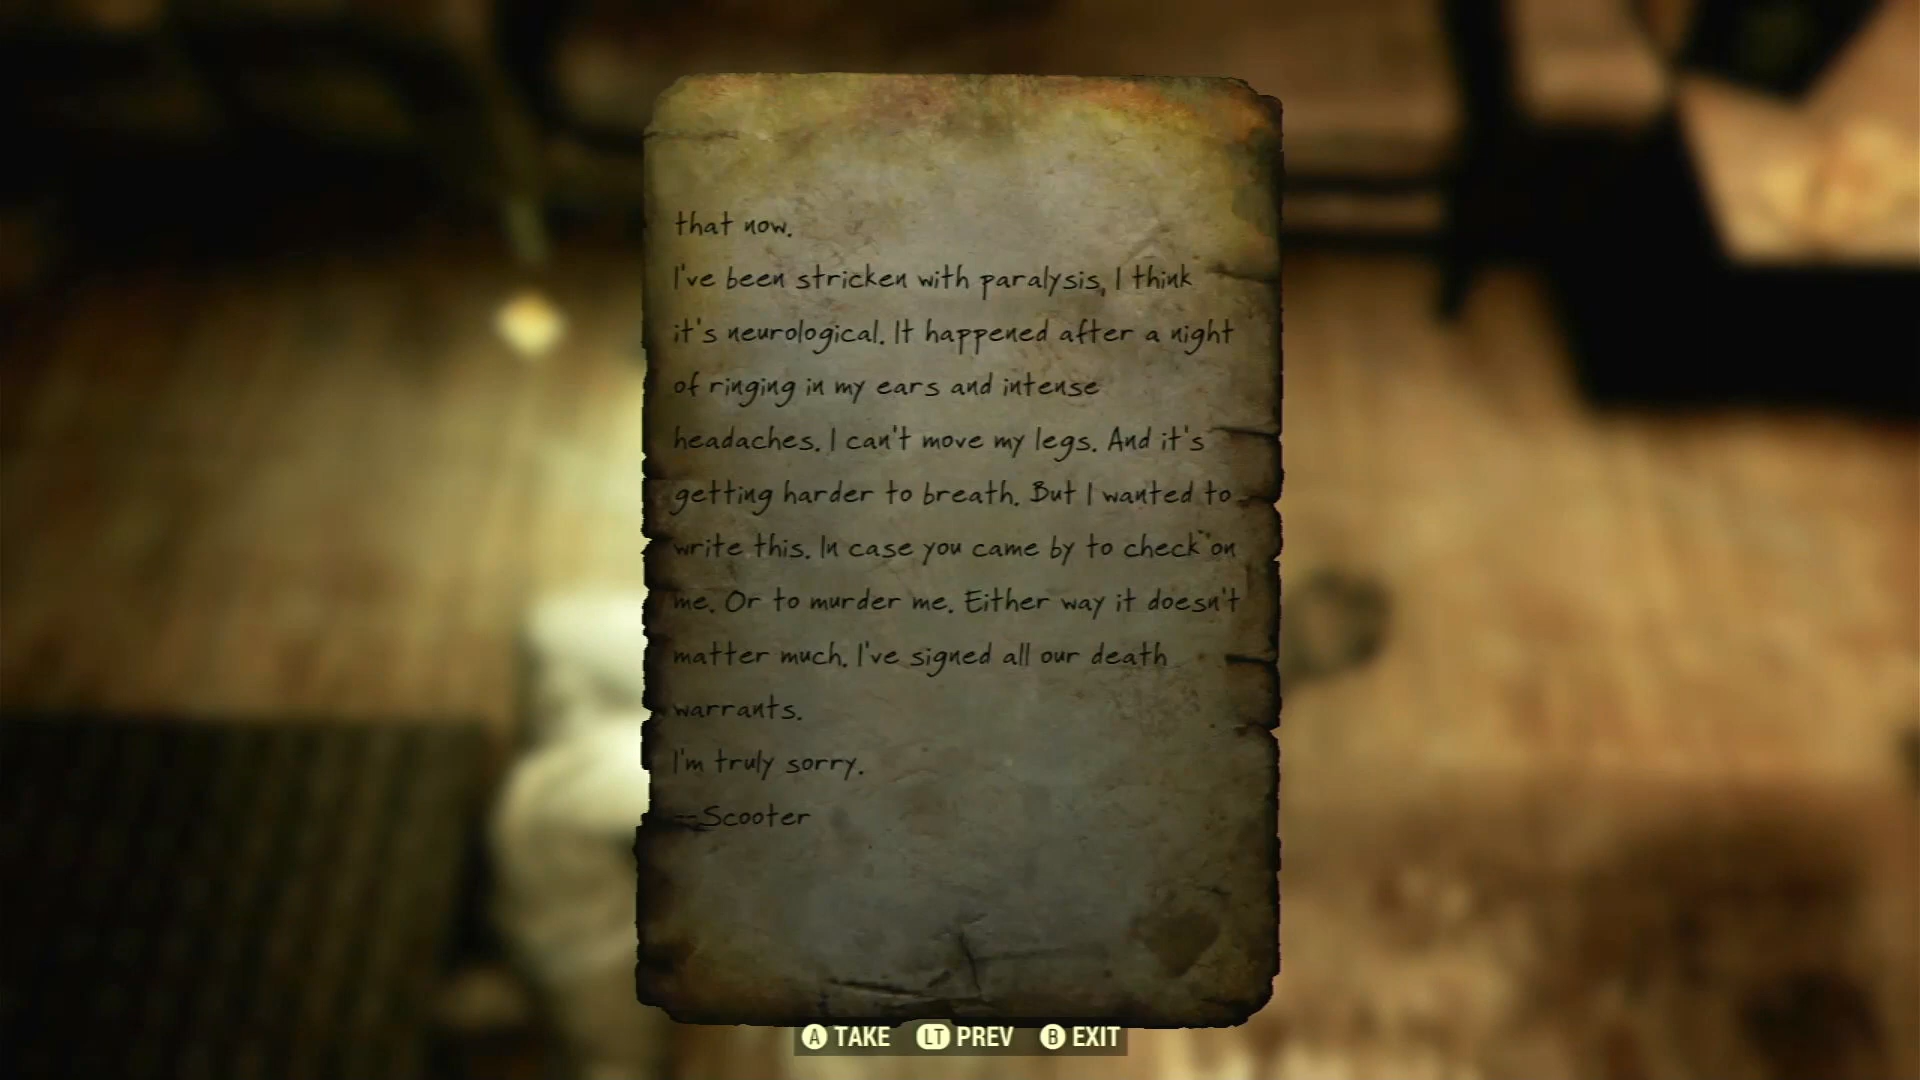 that now.
I've been stricken with paralysis, I think
it's neurological. It happened after a night
of ringing in my ears and intense
headaches. I can't move my legs. And it's
getting harder to breath. But I wanted to
write this. In case you came by to check on
me. Or to murder me. Either way it doesn't
matter much. I've signed all our death
warrants.
I'm truly sorry.
--Scooter
A TAKE LT PREV B EXIT